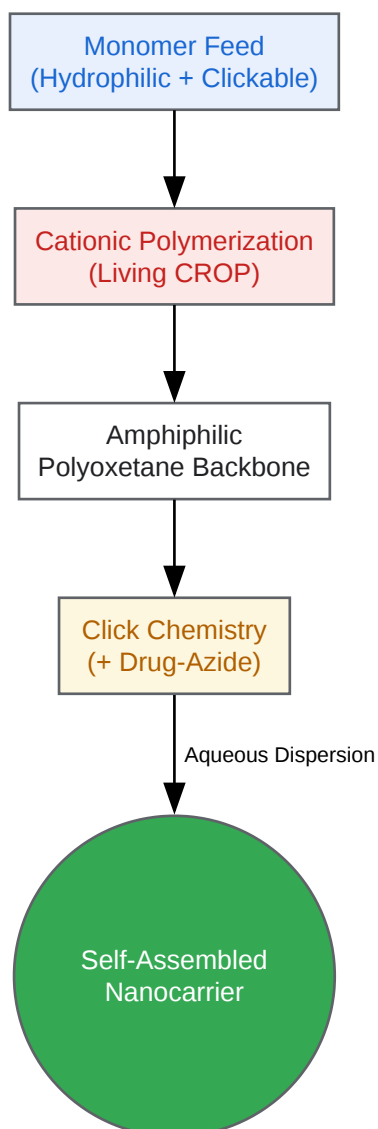 Monomer Feed
(Hydrophilic + Clickable)
Cationic Polymerization
(Living CROP)
Amphiphilic
Polyoxetane Backbone
Click Chemistry
(+ Drug-Azide)
Aqueous Dispersion
Self-Assembled
Nanocarrier